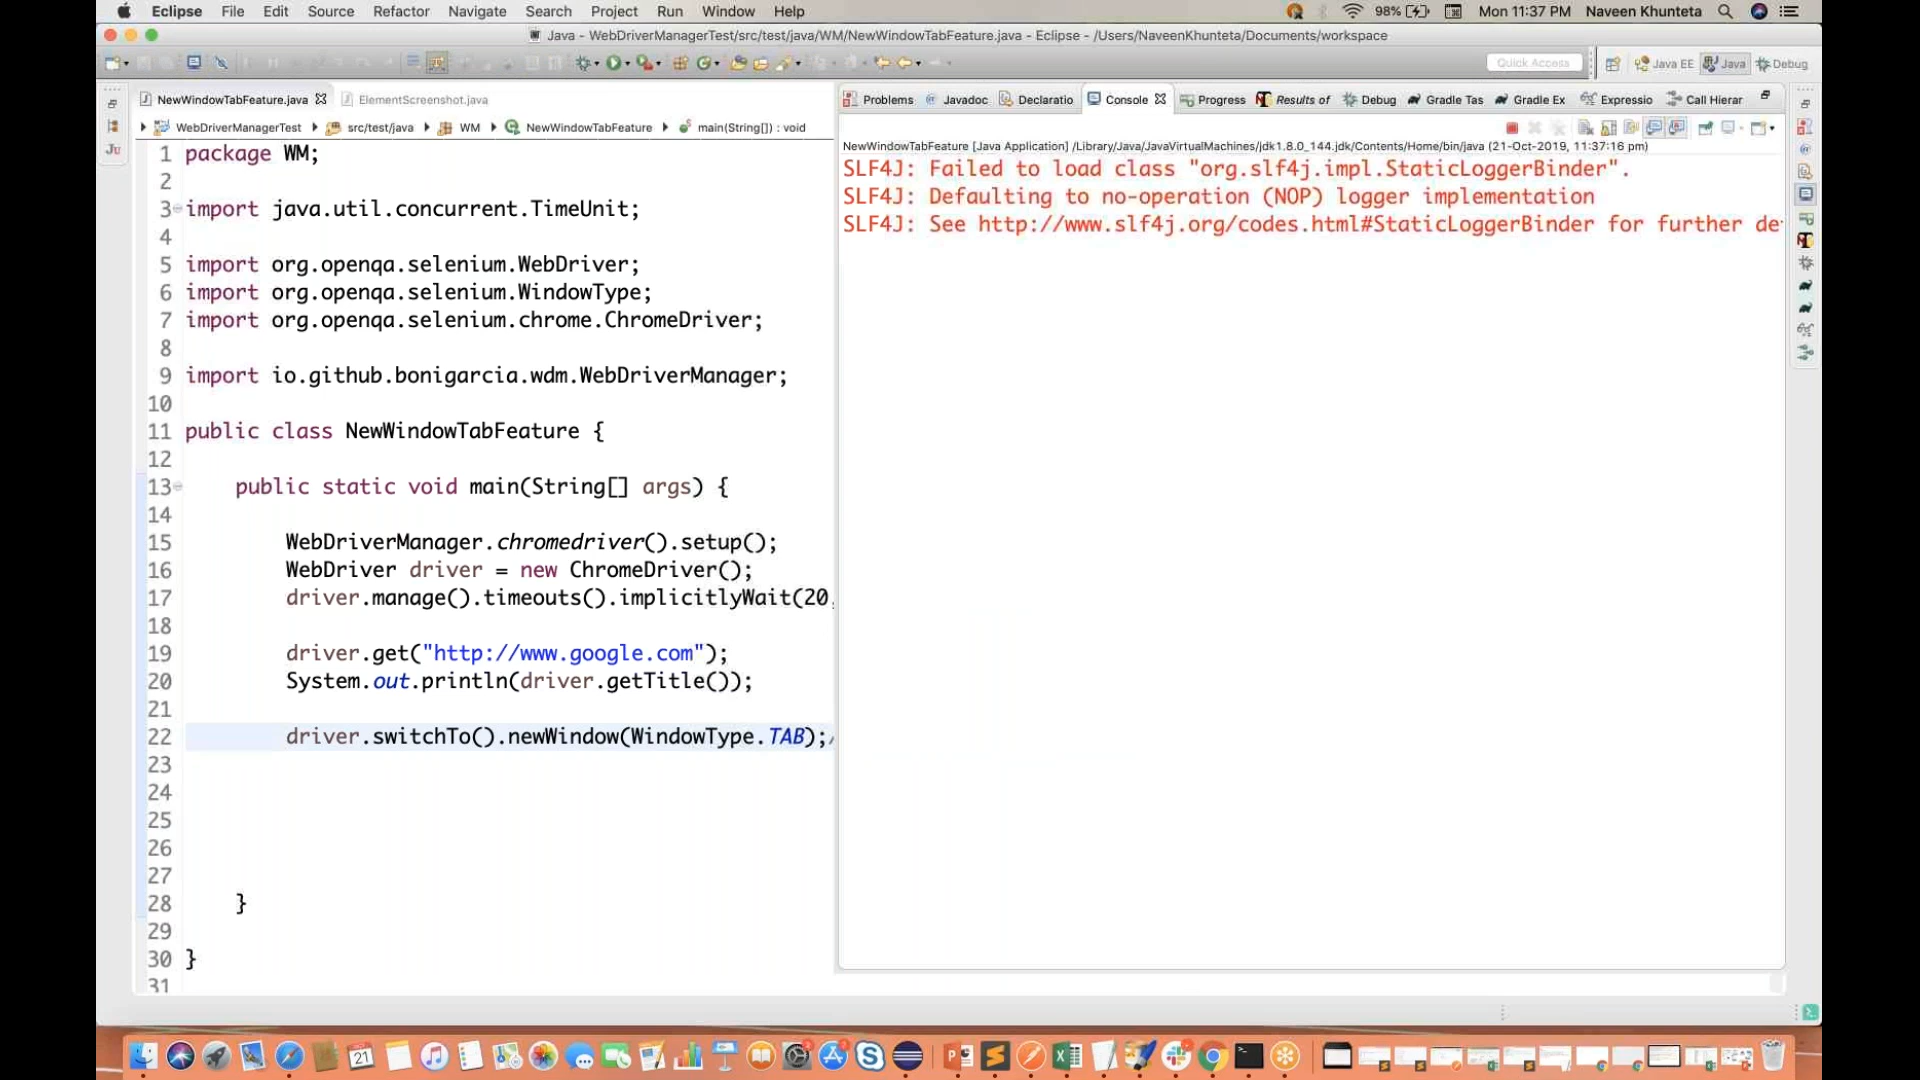 Eclipse File Edit Source Refactor Navigate Search Project Run Window Help 98% Mon 11:37 PM Naveen Khunteta
Java - WebDriverManagerTest/src/test/java/WM/NewWindowTabFeature.java - Eclipse - /Users/NaveenKhunteta/Documents/workspace
Quick Access Java EE Java Debug
NewWindowTabFeature.java ElementScreenshot.java
WebDriverManagerTest src/test/java WM NewWindowTabFeature main(String[]) : void
1 package WM;
2
3 import java.util.concurrent.TimeUnit;
4
5 import org.openqa.selenium.WebDriver;
6 import org.openqa.selenium.WindowType;
7 import org.openqa.selenium.chrome.ChromeDriver;
8
9 import io.github.bonigarcia.wdm.WebDriverManager;
10
11 public class NewWindowTabFeature {
12
13 public static void main(String[] args) {
14
15 WebDriverManager.chromedriver().setup();
16 WebDriver driver = new ChromeDriver();
17 driver.manage().timeouts().implicitlyWait(20,
18
19 driver.get("http://www.google.com");
20 System.out.println(driver.getTitle());
21
22 driver.switchTo().newWindow(WindowType.TAB);/
23
24
25
26
27
28 }
29
30 }
31
Problems Javadoc Declaratio Console Progress Results of Debug Gradle Tas Gradle Ex Expressio Call Hierar
NewWindowTabFeature [Java Application] /Library/Java/JavaVirtualMachines/jdk1.8.0_144.jdk/Contents/Home/bin/java (21-Oct-2019, 11:37:16 pm)
SLF4J: Failed to load class "org.slf4j.impl.StaticLoggerBinder".
SLF4J: Defaulting to no-operation (NOP) logger implementation
SLF4J: See http://www.slf4j.org/codes.html#StaticLoggerBinder for further de